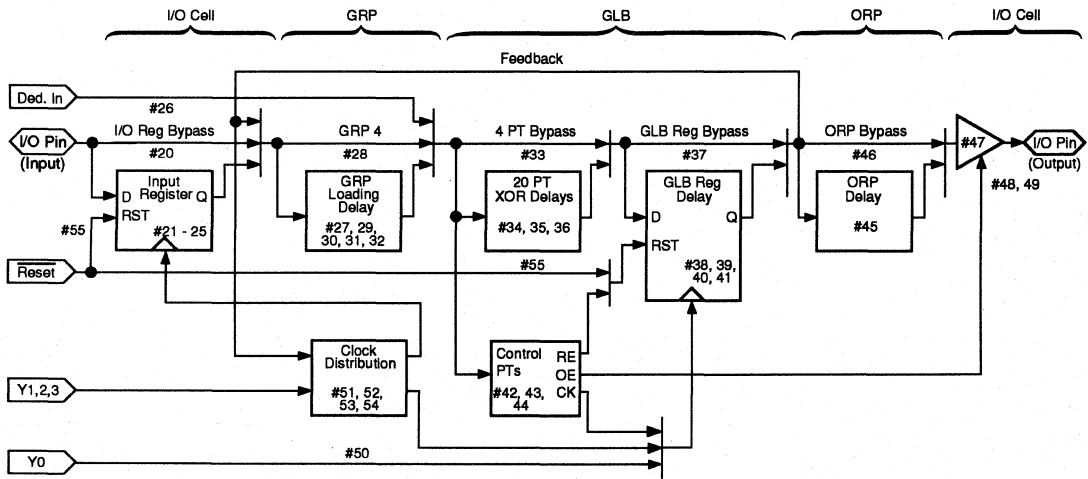 I/O Cell
GRP
GLB
ORP
I/O Cell
Feedback
Ded. In
#26
I/O Pin
(Input)
I/O Reg Bypass
#20
GRP 4
#28
4 PT Bypass
#33
GLB Reg Bypass
#37
ORP Bypass
#46
#47
I/O Pin
(Output)
#48, 49
Input
Register
D
Q
RST
#21 - 25
#55
GRP
Loading
Delay
#27, 29,
30, 31, 32
20 PT
XOR Delays
#34, 35, 36
GLB Reg
Delay
D
Q
RST
#38, 39,
40, 41
ORP
Delay
#45
Reset
#55
Clock
Distribution
#51, 52,
53, 54
Control
PTs
RE
OE
CK
#42, 43,
44
Y1,2,3
Y0
#50